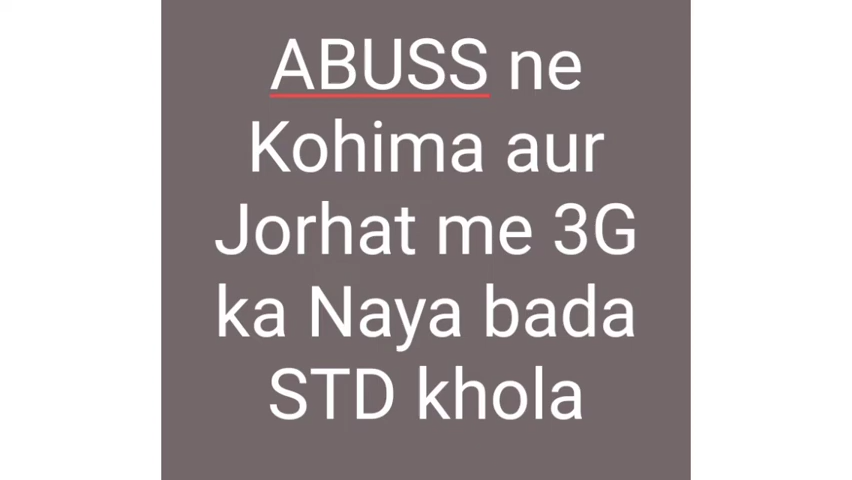 ABUSS ne
Kohima aur
Jorhat me 3G
ka Naya bada
STD khola